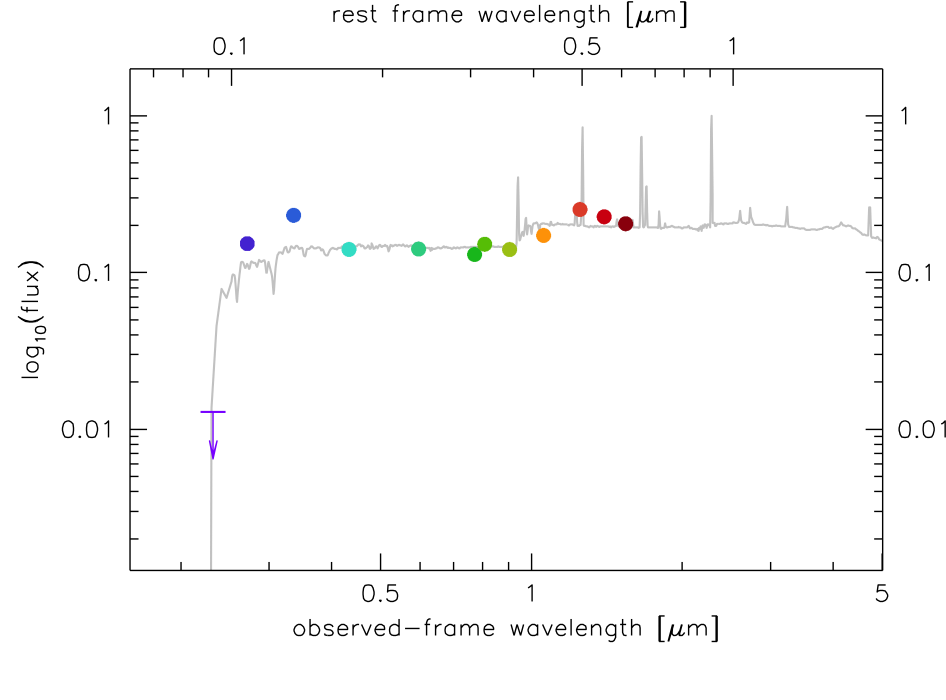 rest frame wavelength [μm]
0.1 0.5 1
1 1
0.1 0.1
0.01 0.01
log₁₀(flux)
0.5 1 5
observed-frame wavelength [μm]